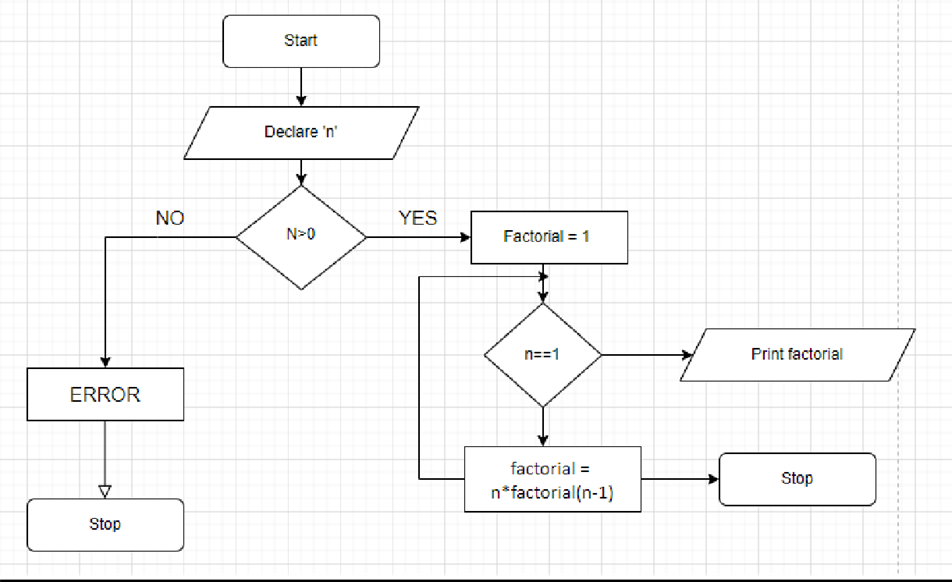 Start
Declare 'n'
N>0
NO
YES
Factorial = 1
n==1
Print factorial
ERROR
factorial =
n*factorial(n-1)
Stop
Stop